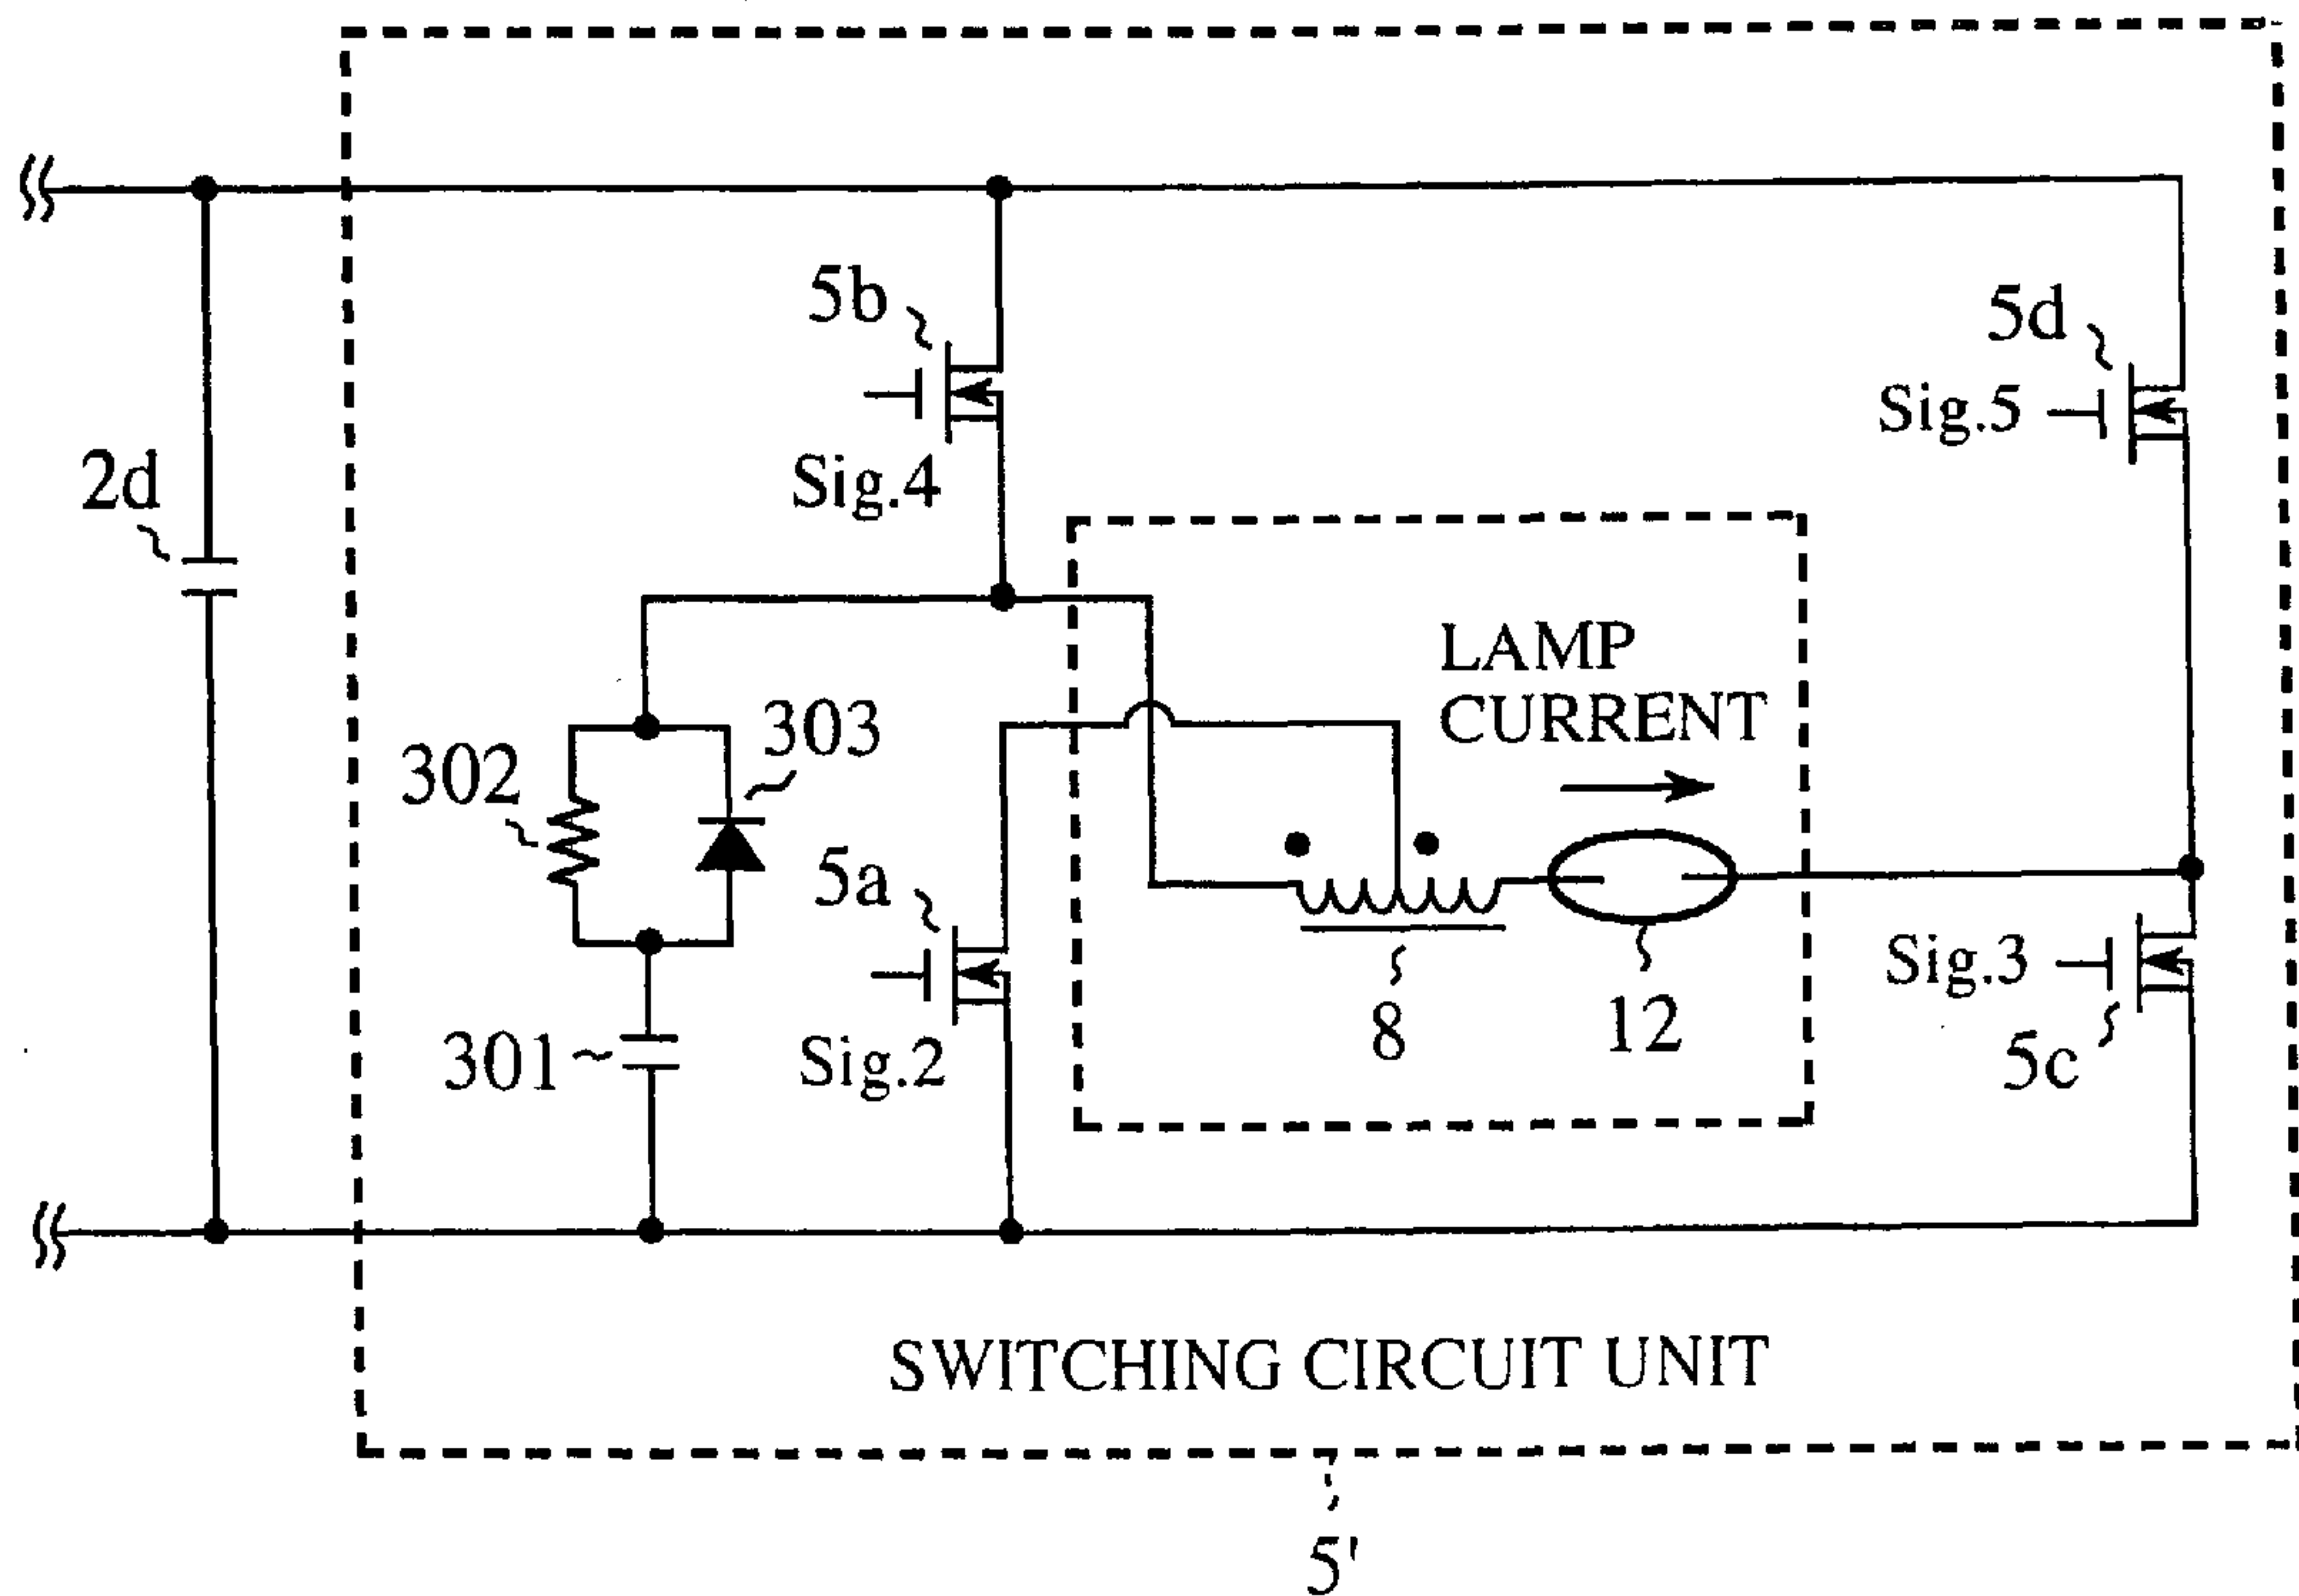 5b
5d
Sig.5
Sig.4
2d
LAMP
CURRENT
303
302
5a
Sig.3
Sig.2
301
8
12
5c
SWITCHING CIRCUIT UNIT
5'